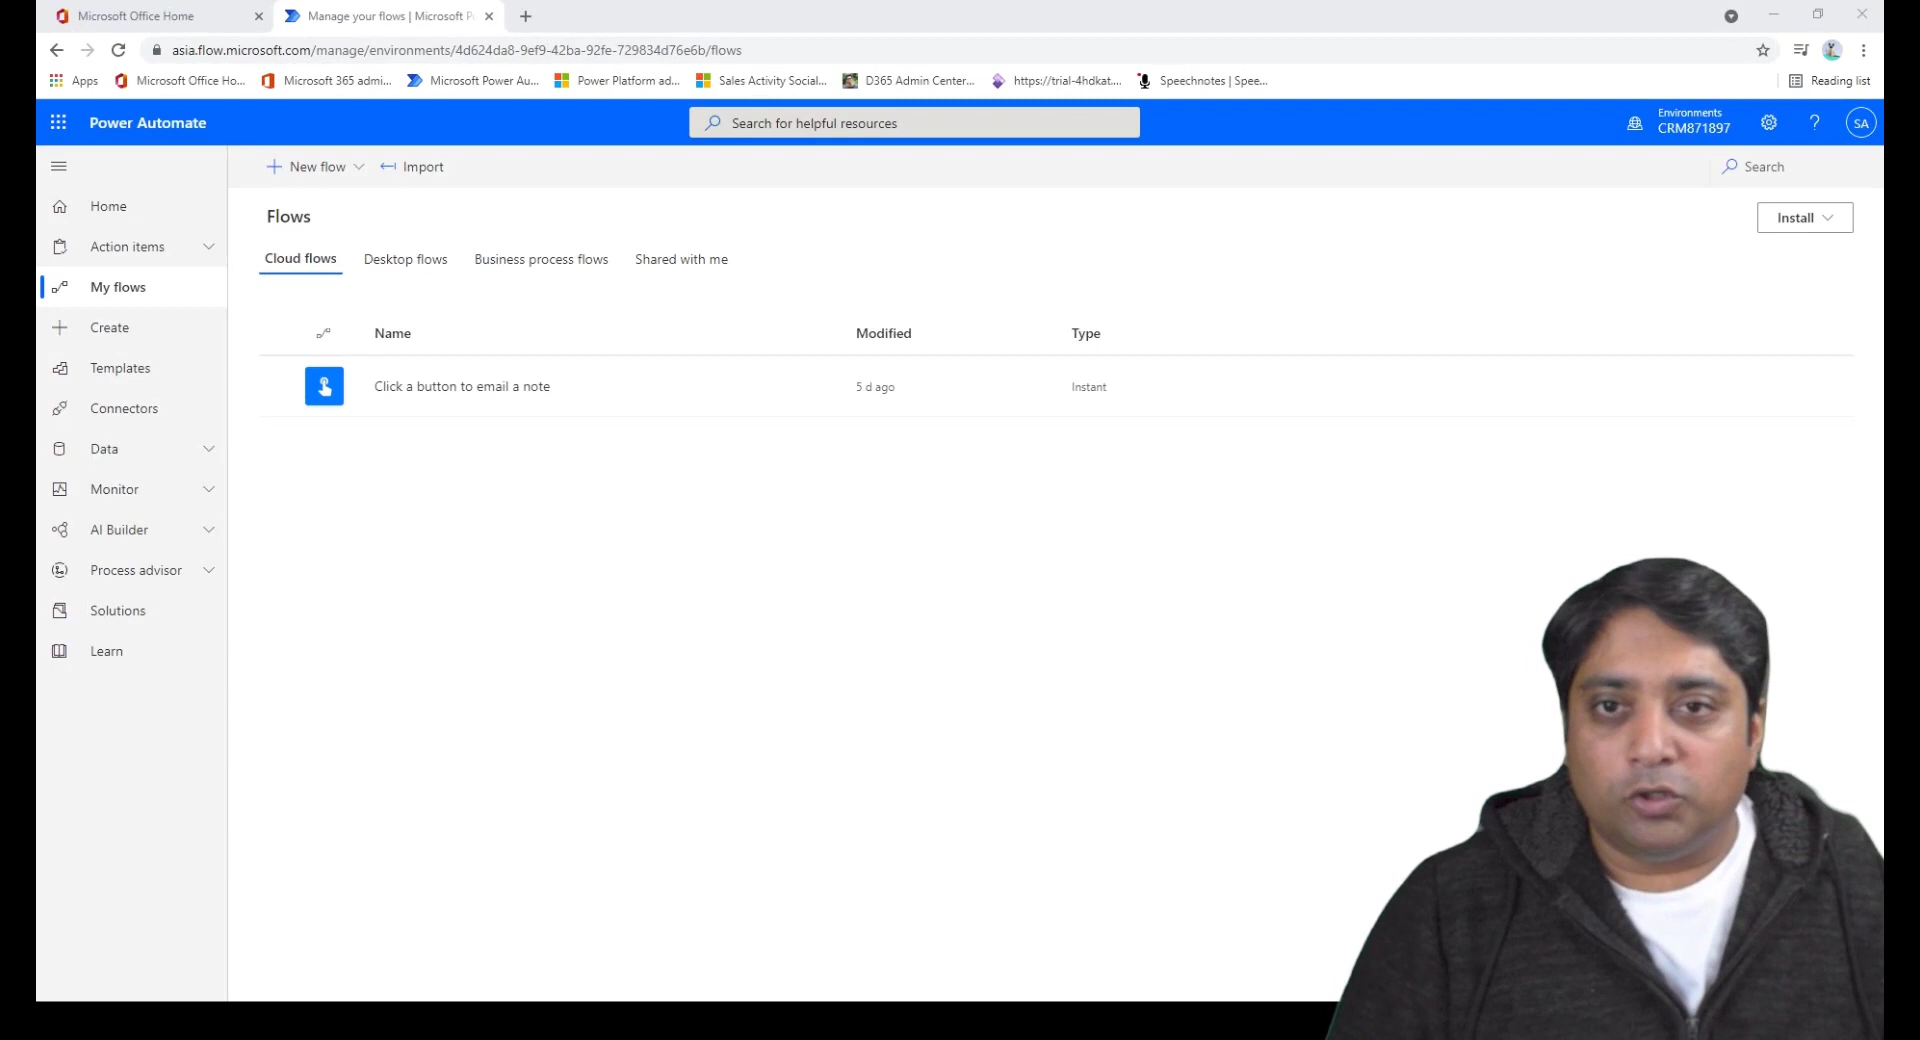 Microsoft Office Home
Manage your flows | Microsoft P
asia.flow.microsoft.com/manage/environments/4d624da8-9ef9-42ba-92fe-729834d76e6b/flows
Apps
Microsoft Office Ho...
Microsoft 365 admi...
Microsoft Power Au...
Power Platform ad...
Sales Activity Social...
D365 Admin Center...
https://trial-4hdkat....
Speechnotes | Spee...
Reading list
Power Automate
Search for helpful resources
Environments
CRM871897
?
SA
New flow
Import
Search
Home
Action items
My flows
Create
Templates
Connectors
Data
Monitor
AI Builder
Process advisor
Solutions
Learn
Flows
Install
Cloud flows
Desktop flows
Business process flows
Shared with me
Name
Modified
Type
Click a button to email a note
5 d ago
Instant